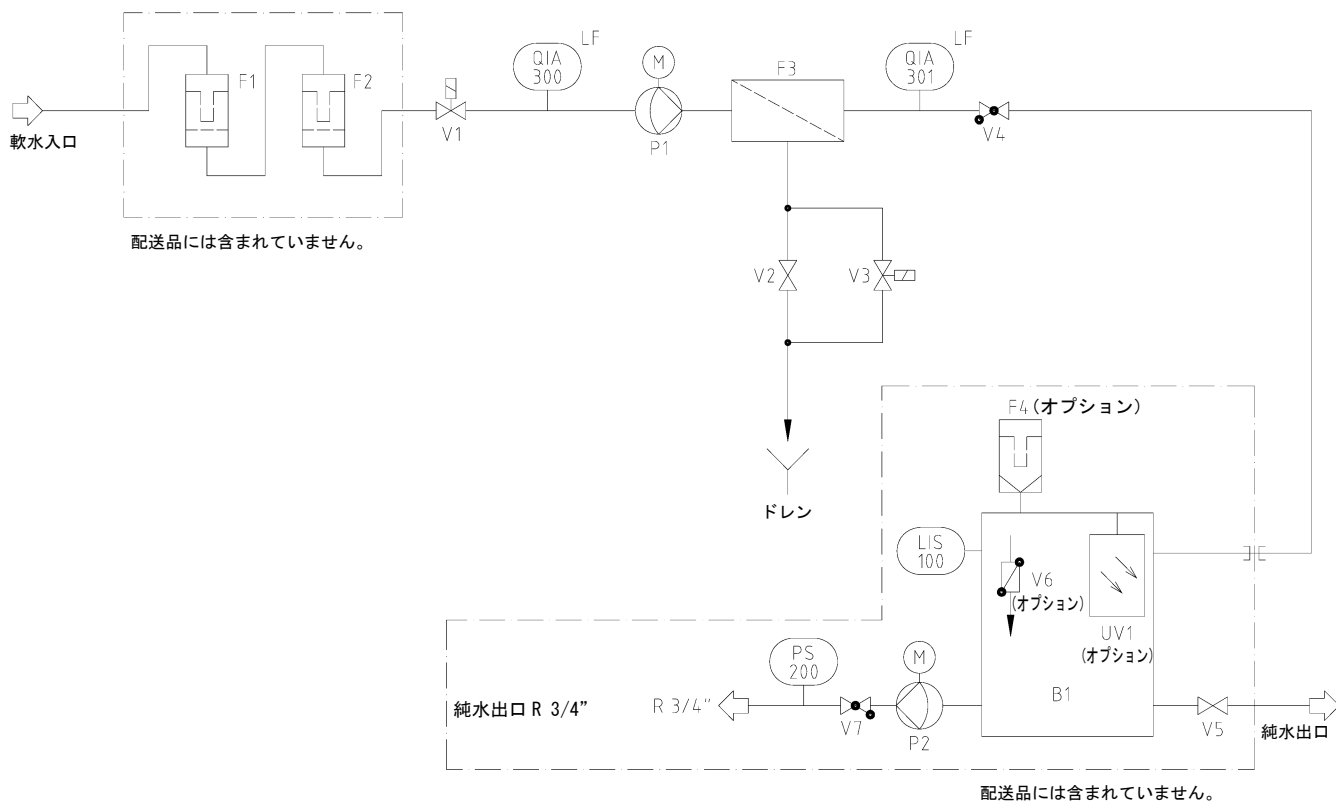 LF
LF
QIA
300
M
F3
QIA
301
F1
F2
V1
P1
V4
軟水入口
配送品には含まれていません。
V2
V3
F4(オプション)
ドレン
LIS
100
V6
(オプション)
UV1
(オプション)
PS
200
M
B1
純水出口 R 3/4”
R 3/4"
V7
P2
V5
純水出口
配送品には含まれていません。